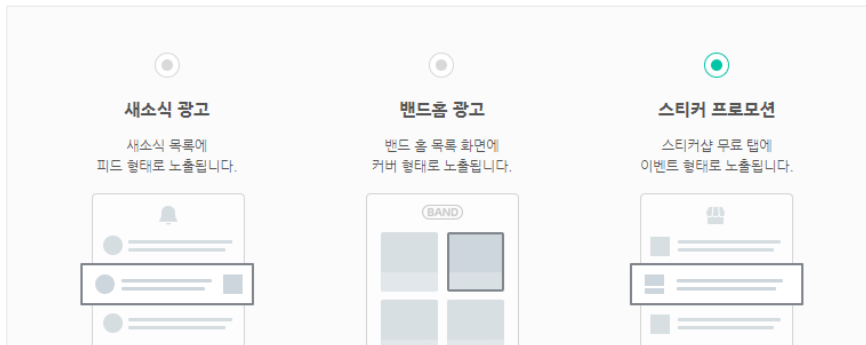 새소식 광고
새소식 목록에
피드 형태로 노출됩니다.
밴드홈 광고
밴드 홈 목록 화면에
커버 형태로 노출됩니다.
BAND
스티커 프로모션
스티커샵 무료 탭에
이벤트 형태로 노출됩니다.